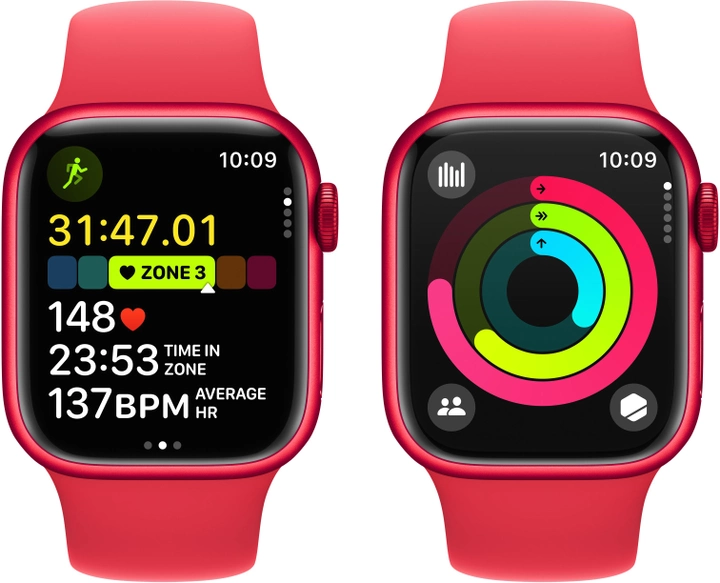 10:09
31:47.01
ZONE 3
148
23:53 TIME IN
ZONE
137BPM AVERAGE
HR
10:09